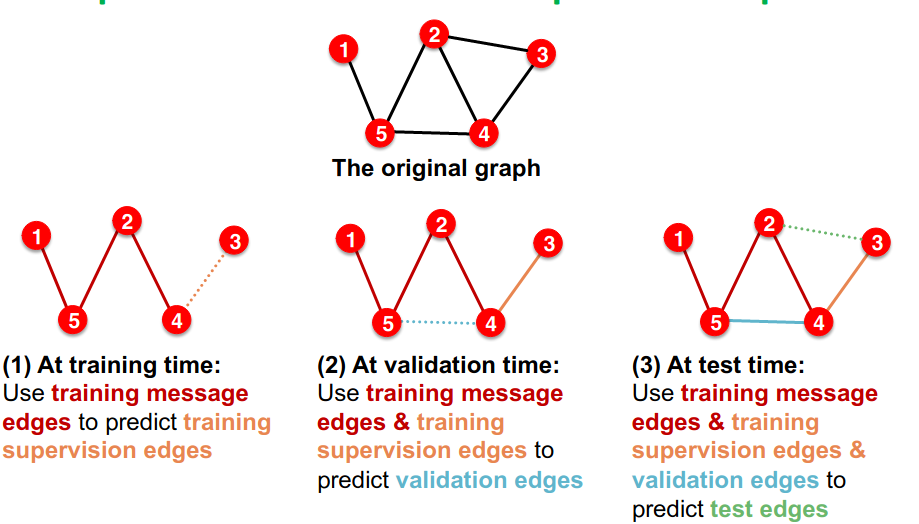 1
2
3
5
4
The original graph
1
2
3
5
4
1
2
3
5
4
1
2
3
5
4
(1) At training time:
Use training message
edges to predict training
supervision edges
(2) At validation time:
Use training message
edges & training
supervision edges to
predict validation edges
(3) At test time:
Use training message
edges & training
supervision edges &
validation edges to
predict test edges